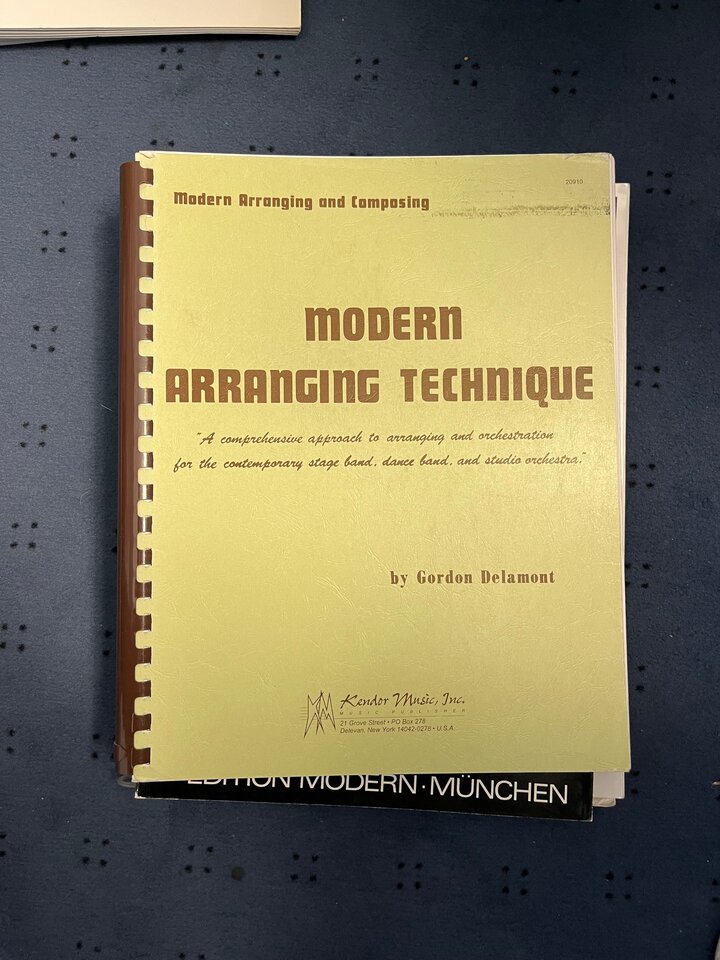 20910
Modern Arranging and Composing
MODERN
ARRANGING TECHNIQUE
"A comprehensive approach to arranging and orchestration
for the contemporary stage band, dance band, and studio orchestra."
by Gordon Delamont
Kendor Music, Inc.
MUSIC PUBLISHER
21 Grove Street • PO Box 278
Delevan, New York 14042-0278 • U.S.A.
EDITION MODERN · MÜNCHEN